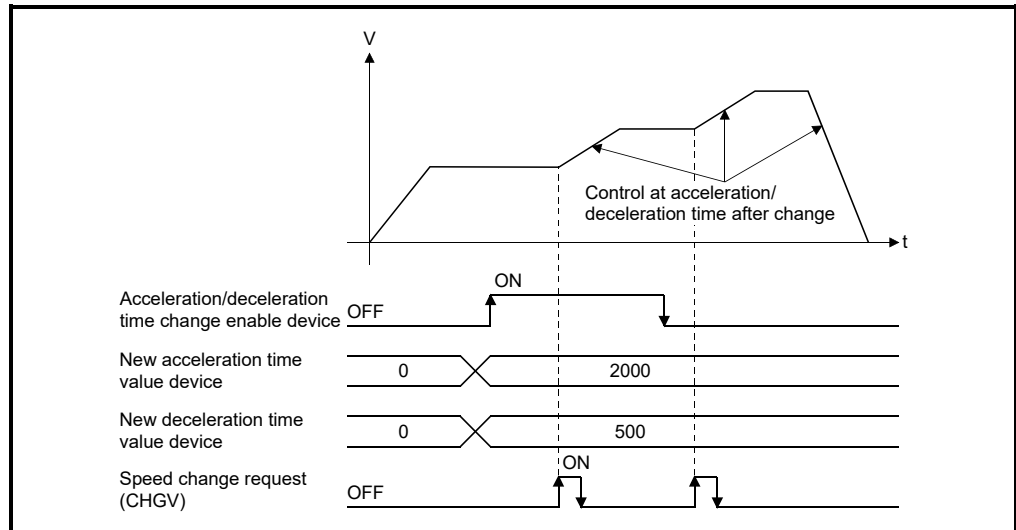 V
Control at acceleration/
deceleration time after change
t
ON
Acceleration/deceleration
time change enable device
OFF
New acceleration time
value device
0
2000
New deceleration time
value device
0
500
ON
Speed change request
(CHGV)
OFF